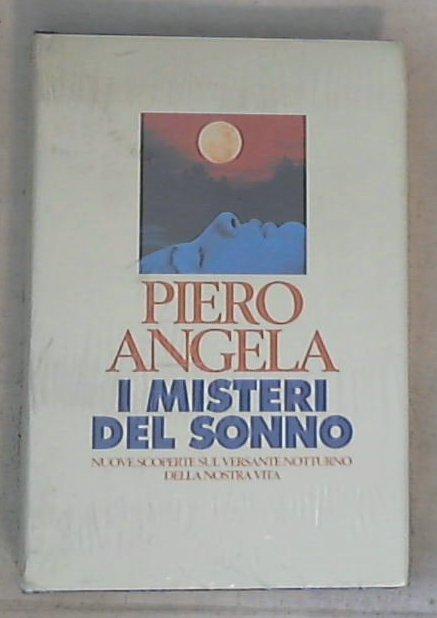 PIERO
ANGELA
I MISTERI
DEL SONNO
NUOVE SCOPERTE SUL VERSANTE NOTTURNO
DELLA NOSTRA VITA